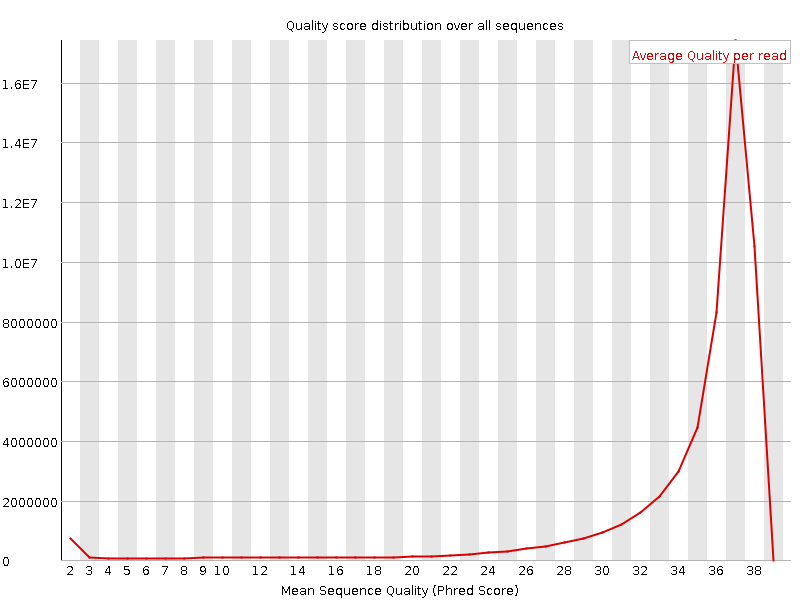 Quality score distribution over all sequences
Average Quality per read
1.6E7
1.4E7
1.2E7
1.0E7
8000000
6000000
4000000
2000000
0
2 3 4 5 6 7 8 9 10 12 14 16 18 20 22 24 26 28 30 32 34 36 38
Mean Sequence Quality (Phred Score)